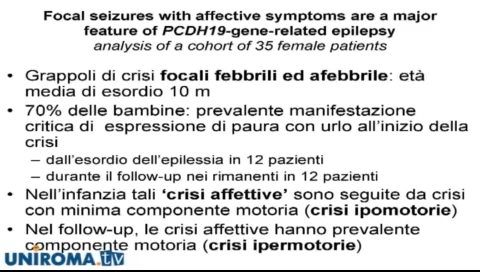 Focal seizures with affective symptoms are a major
feature of PCDH19-gene-related epilepsy
analysis of a cohort of 35 female patients
• Grappoli di crisi focali febbrili ed afebbrile: età
media di esordio 10 m
• 70% delle bambine: prevalente manifestazione
critica di espressione di paura con urlo all'inizio della
crisi
– dall'esordio dell'epilessia in 12 pazienti
– durante il follow-up nei rimanenti in 12 pazienti
• Nell'infanzia tali 'crisi affettive' sono seguite da crisi
con minima componente motoria (crisi ipomotorie)
• Nel follow-up, le crisi affettive hanno prevalente
componente motoria (crisi ipermotorie)
UNIROMA.tv